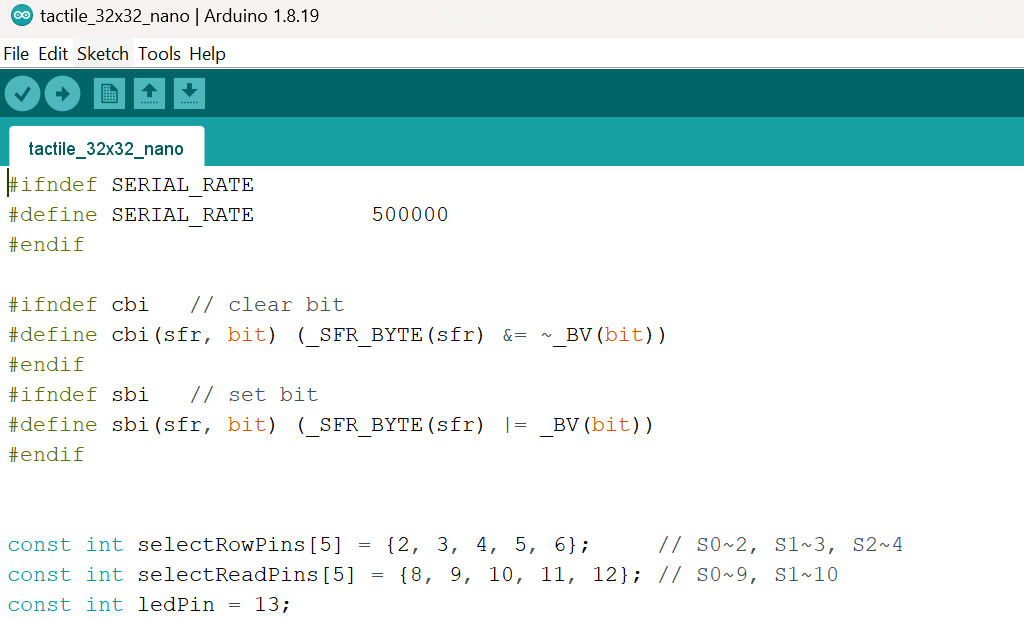 tactile_32x32_nano | Arduino 1.8.19
File Edit Sketch Tools Help
tactile_32x32_nano
#ifndef SERIAL_RATE
#define SERIAL_RATE         500000
#endif

#ifndef cbi   // clear bit
#define cbi(sfr, bit) (_SFR_BYTE(sfr) &= ~_BV(bit))
#endif
#ifndef sbi   // set bit
#define sbi(sfr, bit) (_SFR_BYTE(sfr) |= _BV(bit))
#endif

const int selectRowPins[5] = {2, 3, 4, 5, 6};     // S0~2, S1~3, S2~4
const int selectReadPins[5] = {8, 9, 10, 11, 12}; // S0~9, S1~10
const int ledPin = 13;